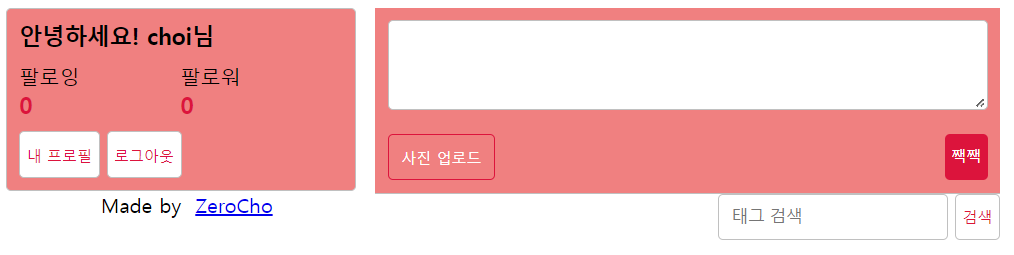 안녕하세요! choi님
팔로잉 팔로워
0 0
내 프로필 로그아웃
Made by ZeroCho
사진 업로드 짹짹
태그 검색 검색